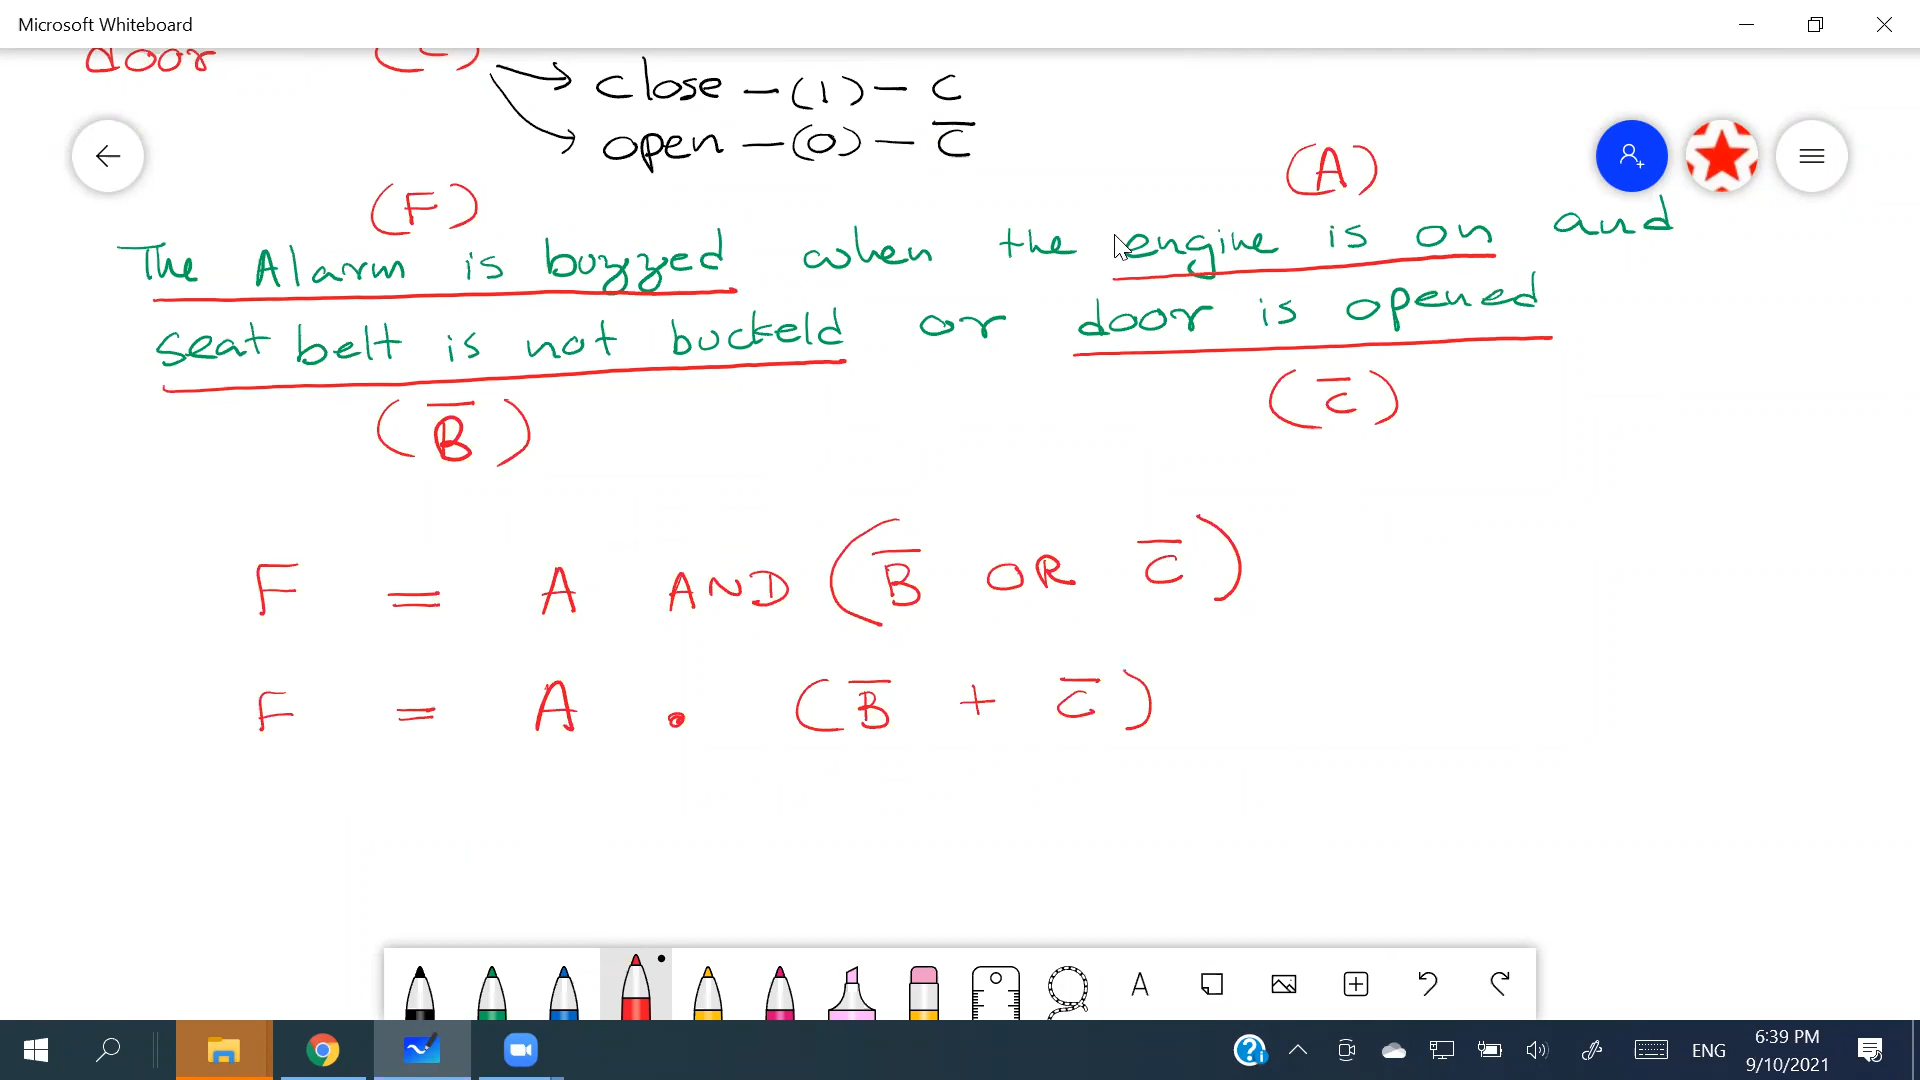 Microsoft Whiteboard
door (C)
close - (1) - C
open - (0) - C̅
(F) (A)
The Alarm is buzzed when the engine is on and
seat belt is not buckeld or door is opened
(B̅) (C̅)
F = A AND (B̅ OR C̅)
F = A . (B̅ + C̅)
ENG
6:39 PM
9/10/2021